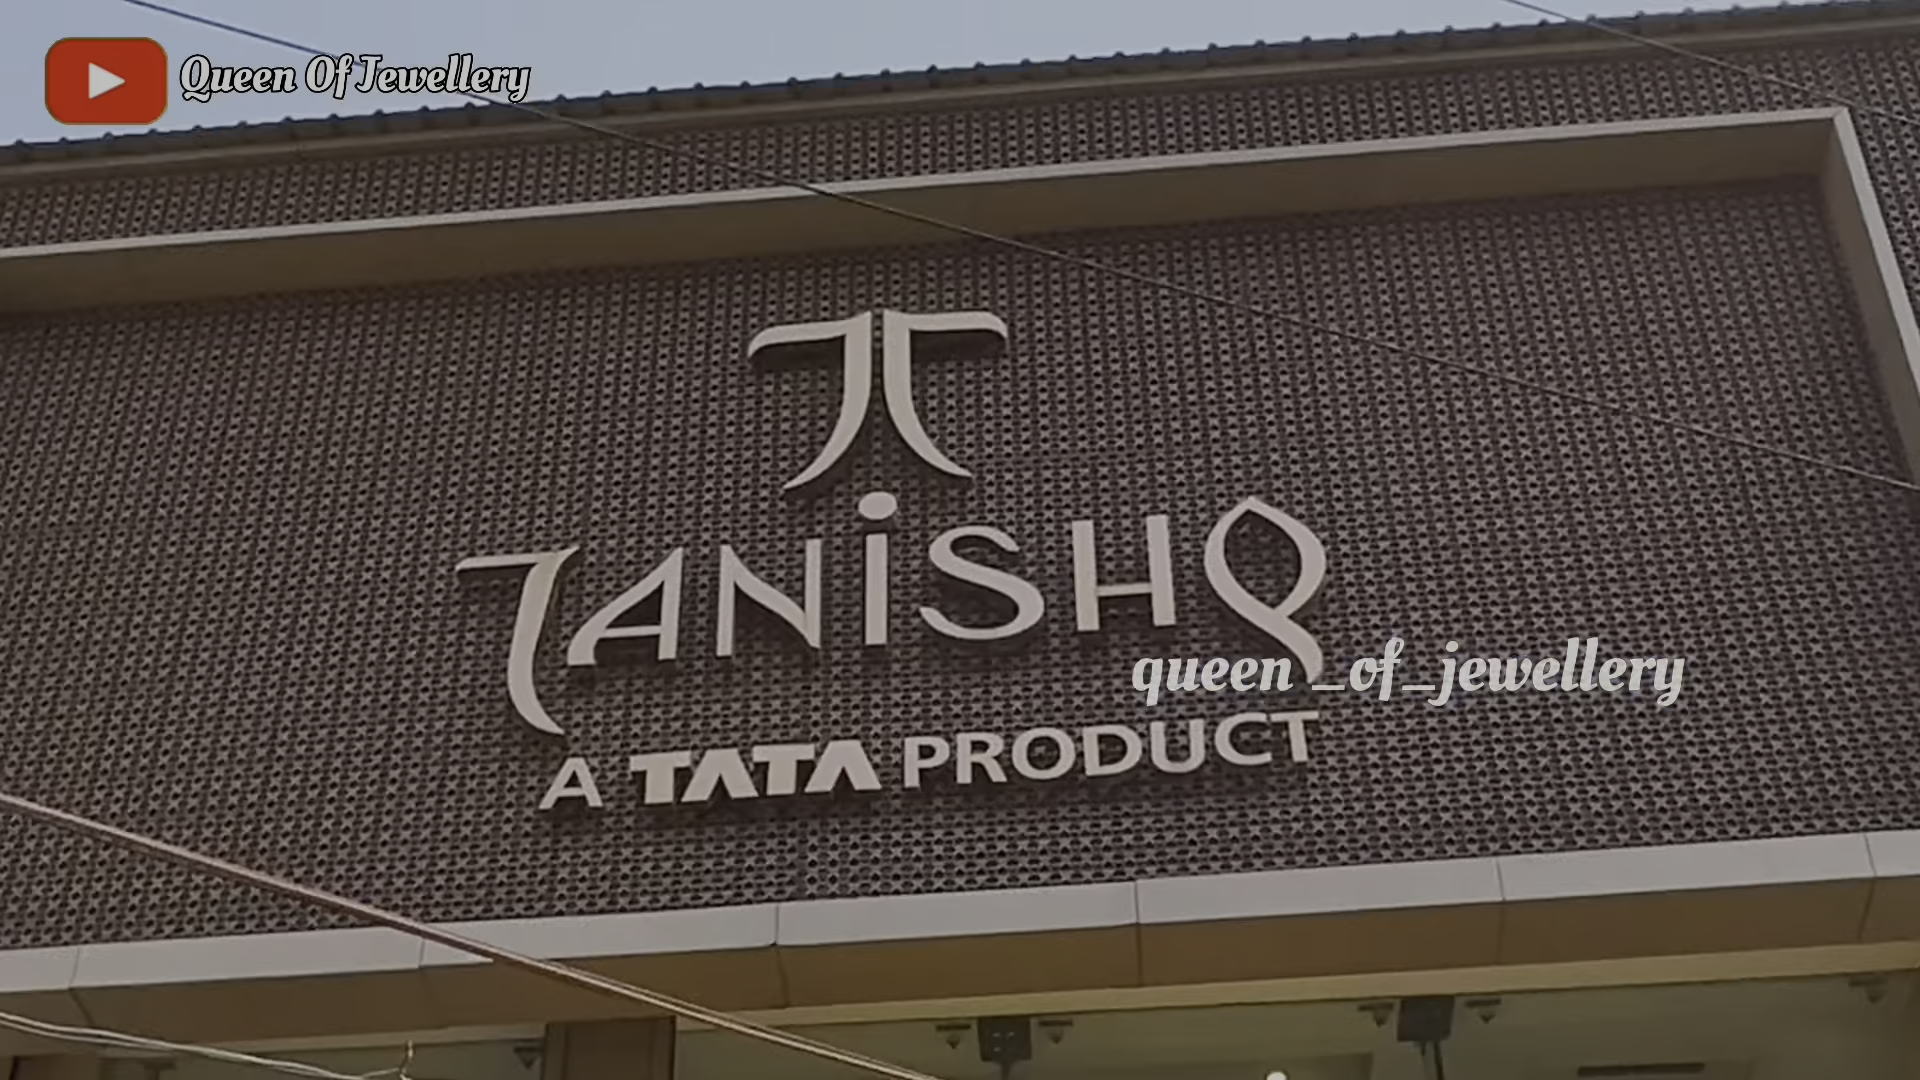 Queen Of Jewellery
TANiSHQ
queen _of_jewellery
A TATA PRODUCT